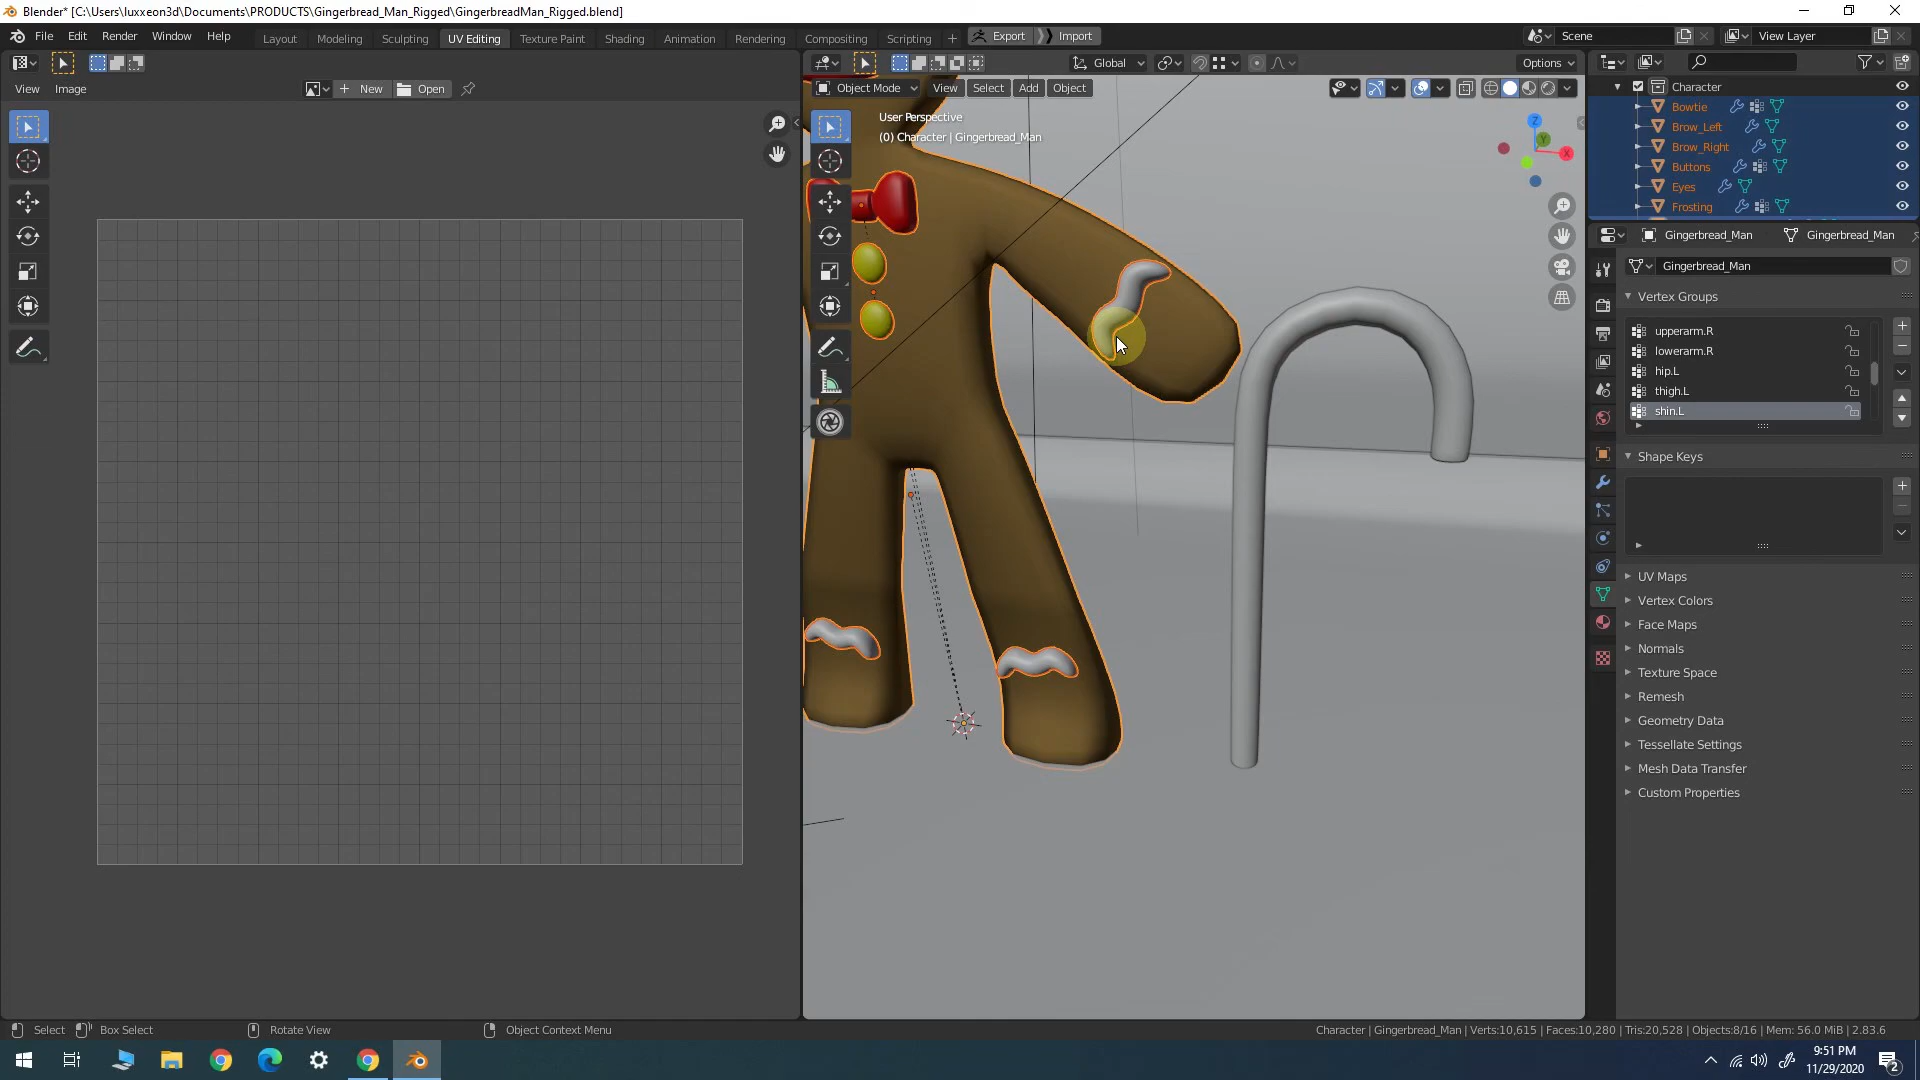 Blender* [C:\Users\luxxeon3d\Documents\PRODUCTS\Gingerbread_Man_Rigged\GingerbreadMan_Rigged.blend]
File Edit Render Window Help Layout Modeling Sculpting UV Editing Texture Paint Shading Animation Rendering Compositing Scripting Export Import Scene View Layer
Global Options
View Image New Open Object Mode View Select Add Object
Character
User Perspective
(0) Character | Gingerbread_Man
Bowtie
Brow_Left
Brow_Right
Buttons
Eyes
Frosting
Z
Y
X
Gingerbread_Man Gingerbread_Man
Gingerbread_Man
Vertex Groups
upperarm.R
lowerarm.R
hip.L
thigh.L
shin.L
Shape Keys
UV Maps
Vertex Colors
Face Maps
Normals
Texture Space
Remesh
Geometry Data
Tessellate Settings
Mesh Data Transfer
Custom Properties
Select Box Select Rotate View Object Context Menu Character | Gingerbread_Man | Verts:10,615 | Faces:10,280 | Tris:20,528 | Objects:8/16 | Mem: 56.0 MiB | 2.83.6
9:51 PM
11/29/2020
2